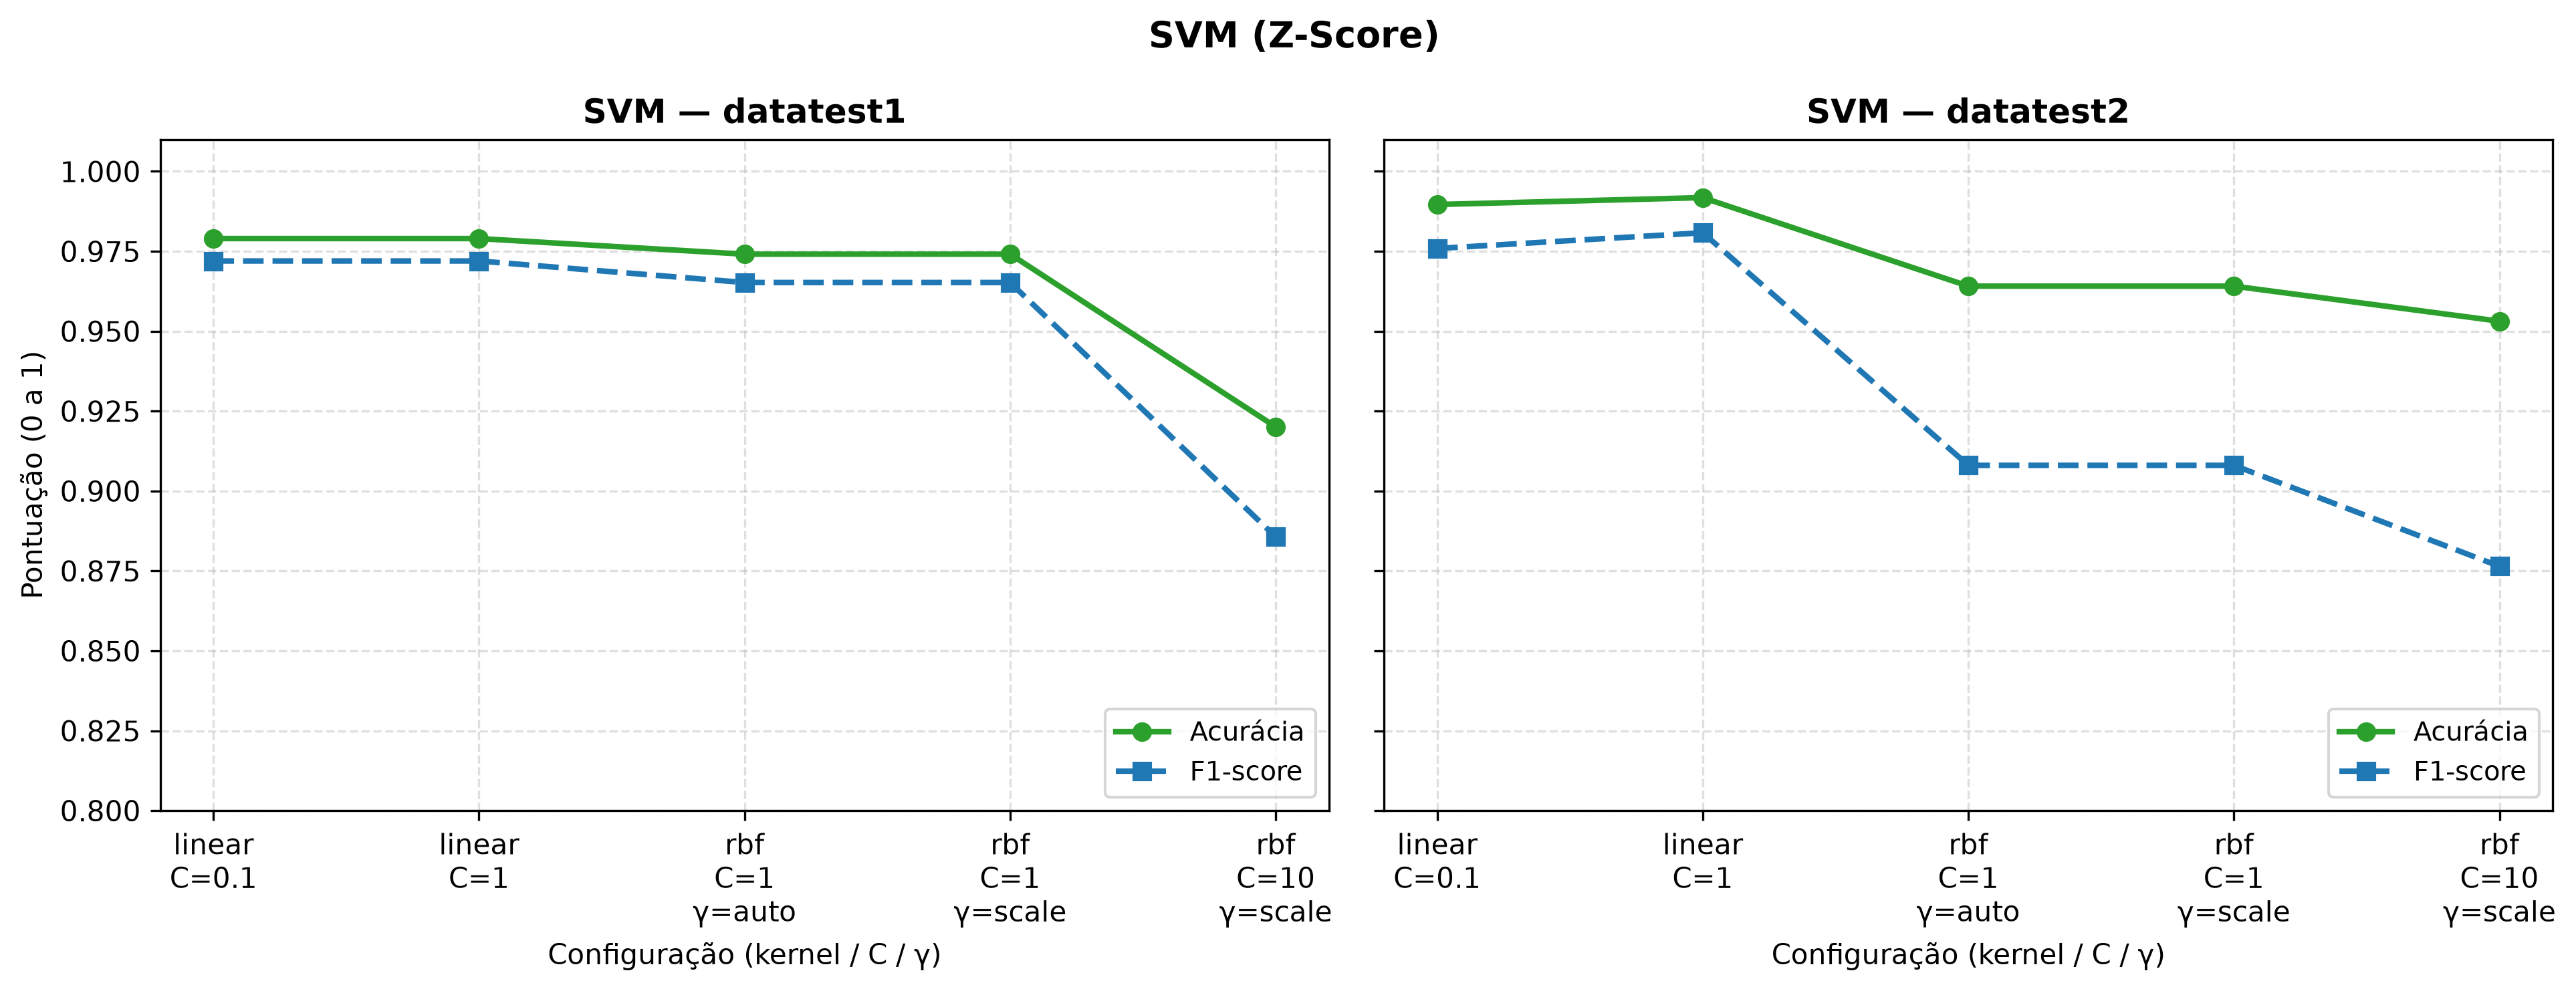 SVM (Z-Score)
SVM — datatest1
Pontuação (0 a 1)
1.000
0.975
0.950
0.925
0.900
0.875
0.850
0.825
0.800
Acurácia
F1-score
linear
C=0.1
linear
C=1
rbf
C=1
γ=auto
rbf
C=1
γ=scale
rbf
C=10
γ=scale
Configuração (kernel / C / γ)
SVM — datatest2
Acurácia
F1-score
linear
C=0.1
linear
C=1
rbf
C=1
γ=auto
rbf
C=1
γ=scale
rbf
C=10
γ=scale
Configuração (kernel / C / γ)